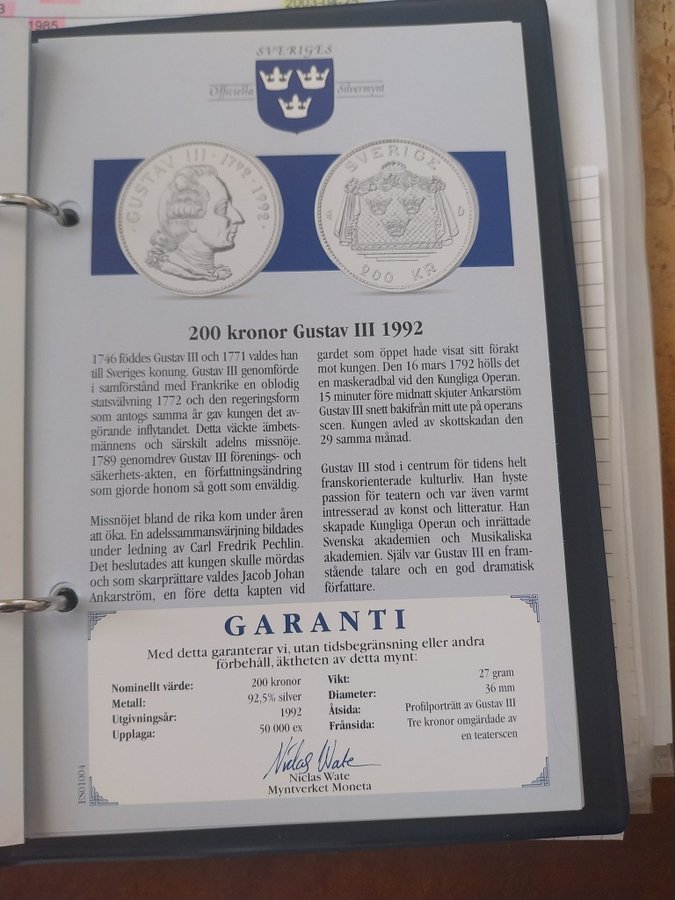 1985
2003-04-25
SVERIGES
Officiella Silvermynt
GUSTAV III · 1792 · 1992 ·
SVERIGE
D
200 KR
200 kronor Gustav III 1992
1746 föddes Gustav III och 1771 valdes han
till Sveriges konung. Gustav III genomförde
i samförstånd med Frankrike en oblodig
statsvälvning 1772 och den regeringsform
som antogs samma år gav kungen det av-
görande inflytandet. Detta väckte ämbets-
männens och särskilt adelns missnöje.
1789 genomdrev Gustav III förenings- och
säkerhets-akten, en författningsändring
som gjorde honom så gott som enväldig.
Missnöjet bland de rika kom under åren
att öka. En adelssammansvärjning bildades
under ledning av Carl Fredrik Pechlin.
Det beslutades att kungen skulle mördas
och som skarprättare valdes Jacob Johan
Ankarström, en före detta kapten vid
gardet som öppet hade visat sitt förakt
mot kungen. Den 16 mars 1792 hölls det
en maskeradbal vid den Kungliga Operan.
15 minuter före midnatt skjuter Ankarström
Gustav III snett bakifrån mitt ute på operans
scen. Kungen avled av skottskadan den
29 samma månad.
Gustav III stod i centrum för tidens helt
franskorienterade kulturliv. Han hyste
passion för teatern och var även varmt
intresserad av konst och litteratur. Han
skapade Kungliga Operan och inrättade
Svenska akademien och Musikaliska
akademien. Själv var Gustav III en fram-
stående talare och en god dramatisk
författare.
GARANTI
Med detta garanterar vi, utan tidsbegränsning eller andra
förbehåll, äktheten av detta mynt:
Nominellt värde: 200 kronor
Metall: 92,5% silver
Utgivningsår: 1992
Upplaga: 50 000 ex
Vikt: 27 gram
Diameter: 36 mm
Åtsida: Profilporträtt av Gustav III
Frånsida: Tre kronor omgärdade av
en teaterscen
Niclas Wate
Niclas Wate
Myntverket Moneta
ES01004